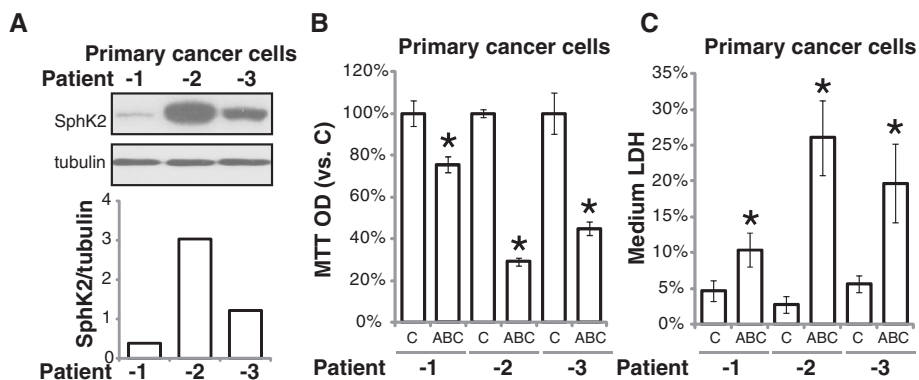 A
Primary cancer cells
Patient -1 -2 -3
SphK2
tubulin
SphK2/tubulin
4
3
2
1
0
Patient -1 -2 -3
B
Primary cancer cells
MTT OD (vs. C)
120%
100%
80%
60%
40%
20%
0%
* * *
C ABC C ABC C ABC
Patient -1 -2 -3
C
Primary cancer cells
Medium LDH
35%
30%
25%
20%
15%
10%
5%
0%
* * *
C ABC C ABC C ABC
Patient -1 -2 -3